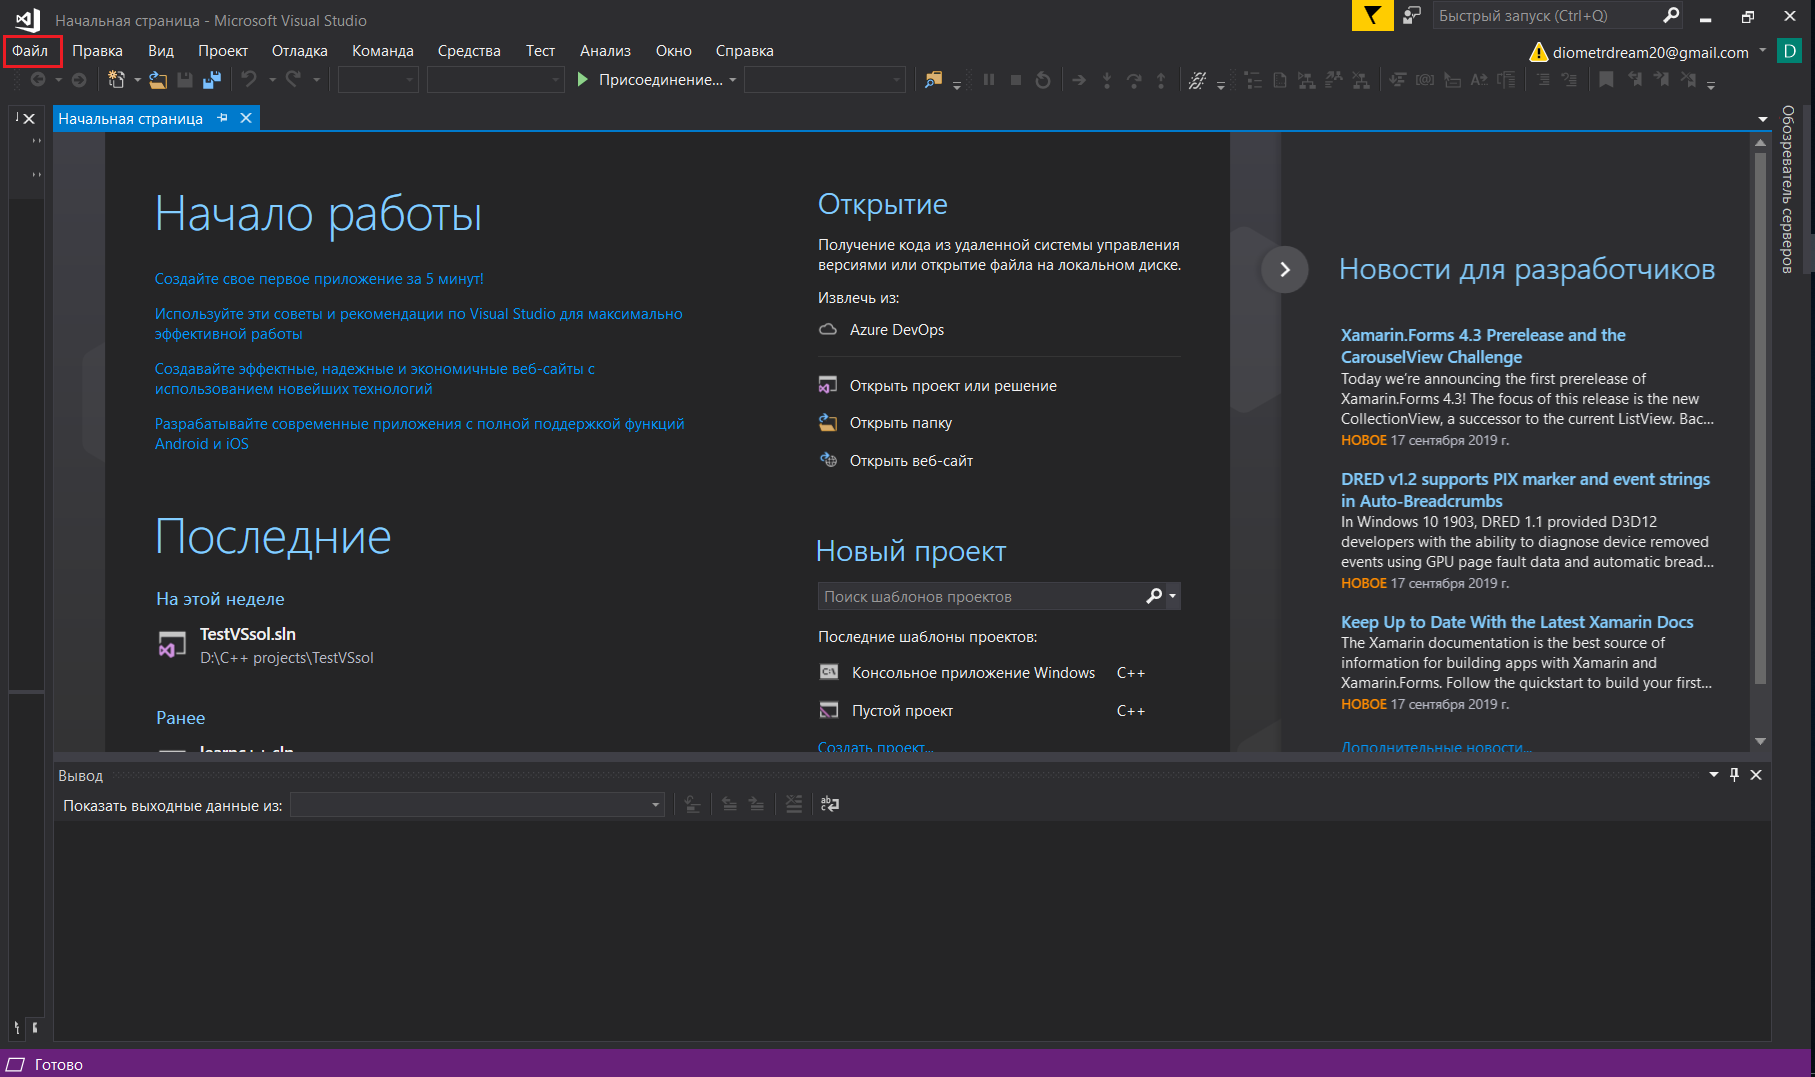 Начальная страница - Microsoft Visual Studio
Быстрый запуск (Ctrl+Q)
Файл Правка Вид Проект Отладка Команда Средства Тест Анализ Окно Справка
diometrdream20@gmail.com D
Присоединение...
Начальная страница
Обозреватель серверов
Начало работы
Создайте свое первое приложение за 5 минут!
Используйте эти советы и рекомендации по Visual Studio для максимально
эффективной работы
Создавайте эффектные, надежные и экономичные веб-сайты с
использованием новейших технологий
Разрабатывайте современные приложения с полной поддержкой функций
Android и iOS
Последние
На этой неделе
TestVSsol.sln
D:\C++ projects\TestVSsol
Ранее
learnc++.sln
Открытие
Получение кода из удаленной системы управления
версиями или открытие файла на локальном диске.
Извлечь из:
Azure DevOps
Открыть проект или решение
Открыть папку
Открыть веб-сайт
Новый проект
Поиск шаблонов проектов
Последние шаблоны проектов:
Консольное приложение Windows C++
Пустой проект C++
Создать проект...
Новости для разработчиков
Xamarin.Forms 4.3 Prerelease and the
CarouselView Challenge
Today we're announcing the first prerelease of
Xamarin.Forms 4.3! The focus of this release is the new
CollectionView, a successor to the current ListView. Bac...
НОВОЕ 17 сентября 2019 г.
DRED v1.2 supports PIX marker and event strings
in Auto-Breadcrumbs
In Windows 10 1903, DRED 1.1 provided D3D12
developers with the ability to diagnose device removed
events using GPU page fault data and automatic bread...
НОВОЕ 17 сентября 2019 г.
Keep Up to Date With the Latest Xamarin Docs
The Xamarin documentation is the best source of
information for building apps with Xamarin and
Xamarin.Forms. Follow the quickstart to build your first...
НОВОЕ 17 сентября 2019 г.
Дополнительные новости...
Вывод
Показать выходные данные из:
Готово